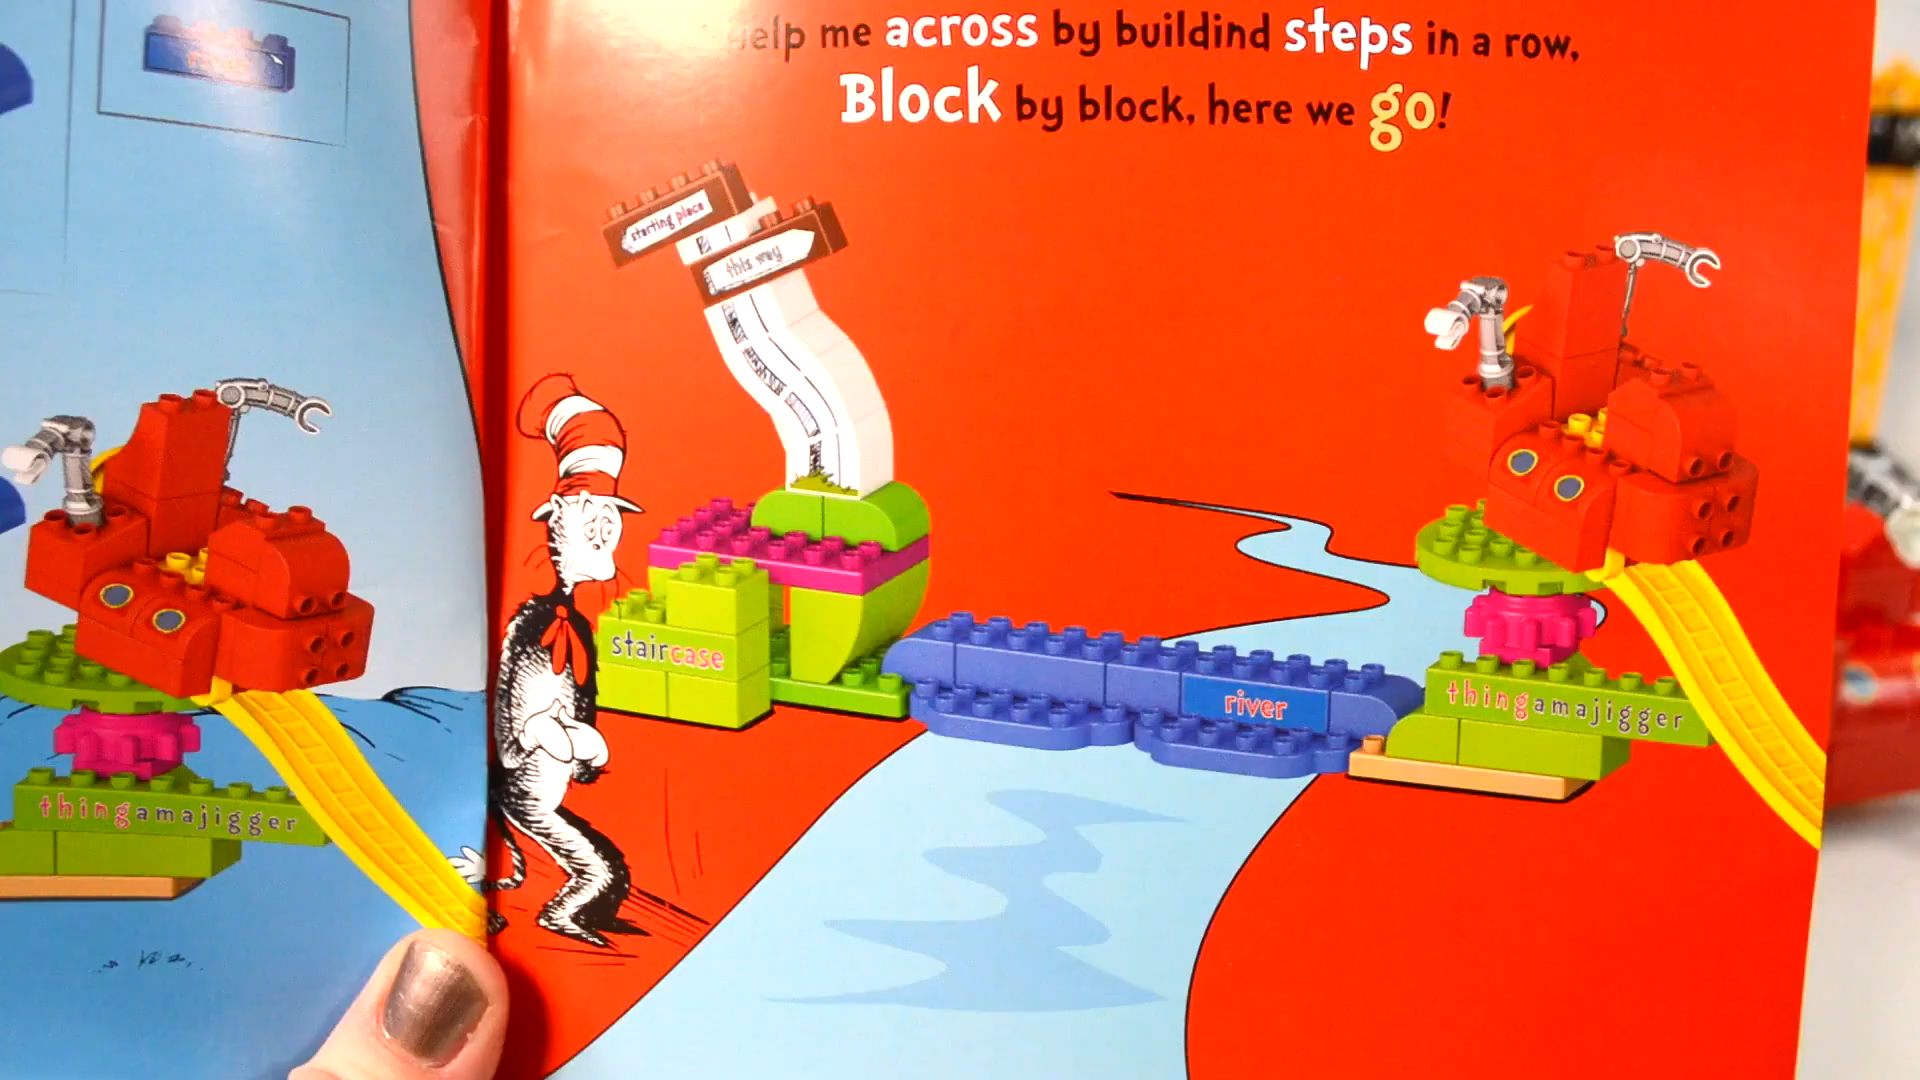 Help me across by buildind steps in a row,
Block by block, here we go!
starting place
this way
staircase
river
thingamajigger
thingamajigger